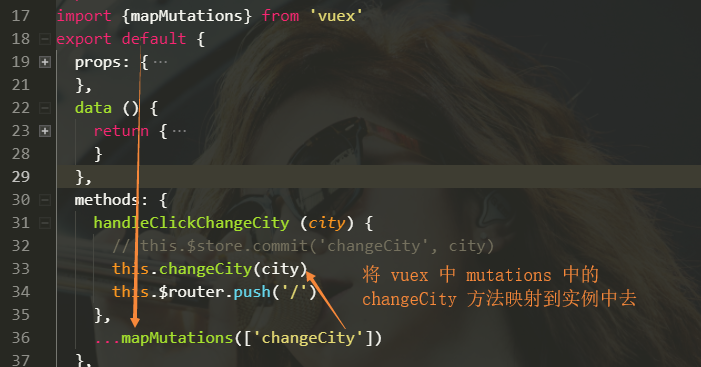 17 import {mapMutations} from 'vuex'
18 export default {
19 props: {…
21 },
22 data () {
23 return {…
28 }
29 },
30 methods: {
31 handleClickChangeCity (city) {
32 // this.$store.commit('changeCity', city)
33 this.changeCity(city)
34 this.$router.push('/')
35 },
36 ...mapMutations(['changeCity'])
37 },
将 vuex 中 mutations 中的
changeCity 方法映射到实例中去